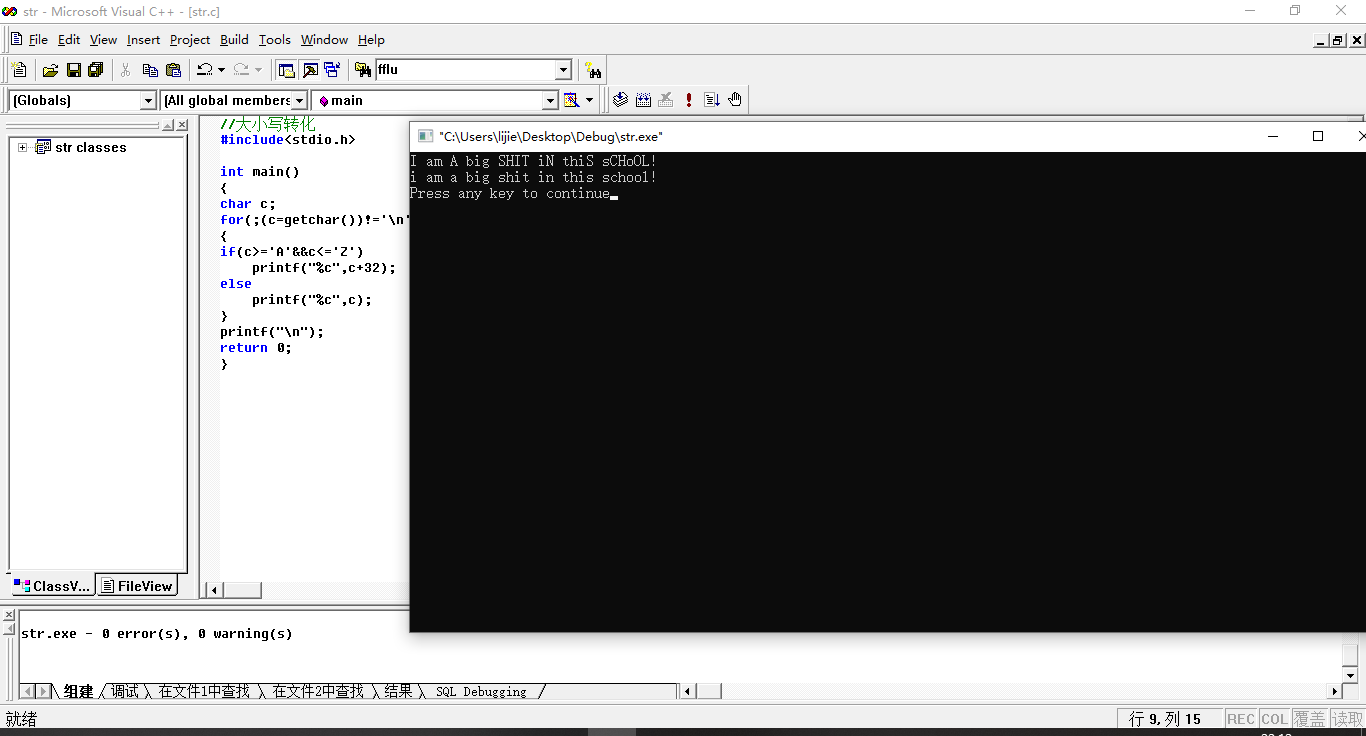 str - Microsoft Visual C++ - [str.c]
File Edit View Insert Project Build Tools Window Help
fflu
(Globals) (All global members main
str classes
//大小写转化
#include<stdio.h>
int main()
{
char c;
for(;(c=getchar())!='\n'
{
if(c>='A'&&c<='Z')
printf("%c",c+32);
else
printf("%c",c);
}
printf("\n");
return 0;
}
"C:\Users\lijie\Desktop\Debug\str.exe"
I am A big SHIT iN thiS sCHoOL!
i am a big shit in this school!
Press any key to continue
ClassV... FileView
str.exe - 0 error(s), 0 warning(s)
组建 调试 在文件1中查找 在文件2中查找 结果 SQL Debugging
就绪 行 9, 列 15 REC COL 覆盖 读取